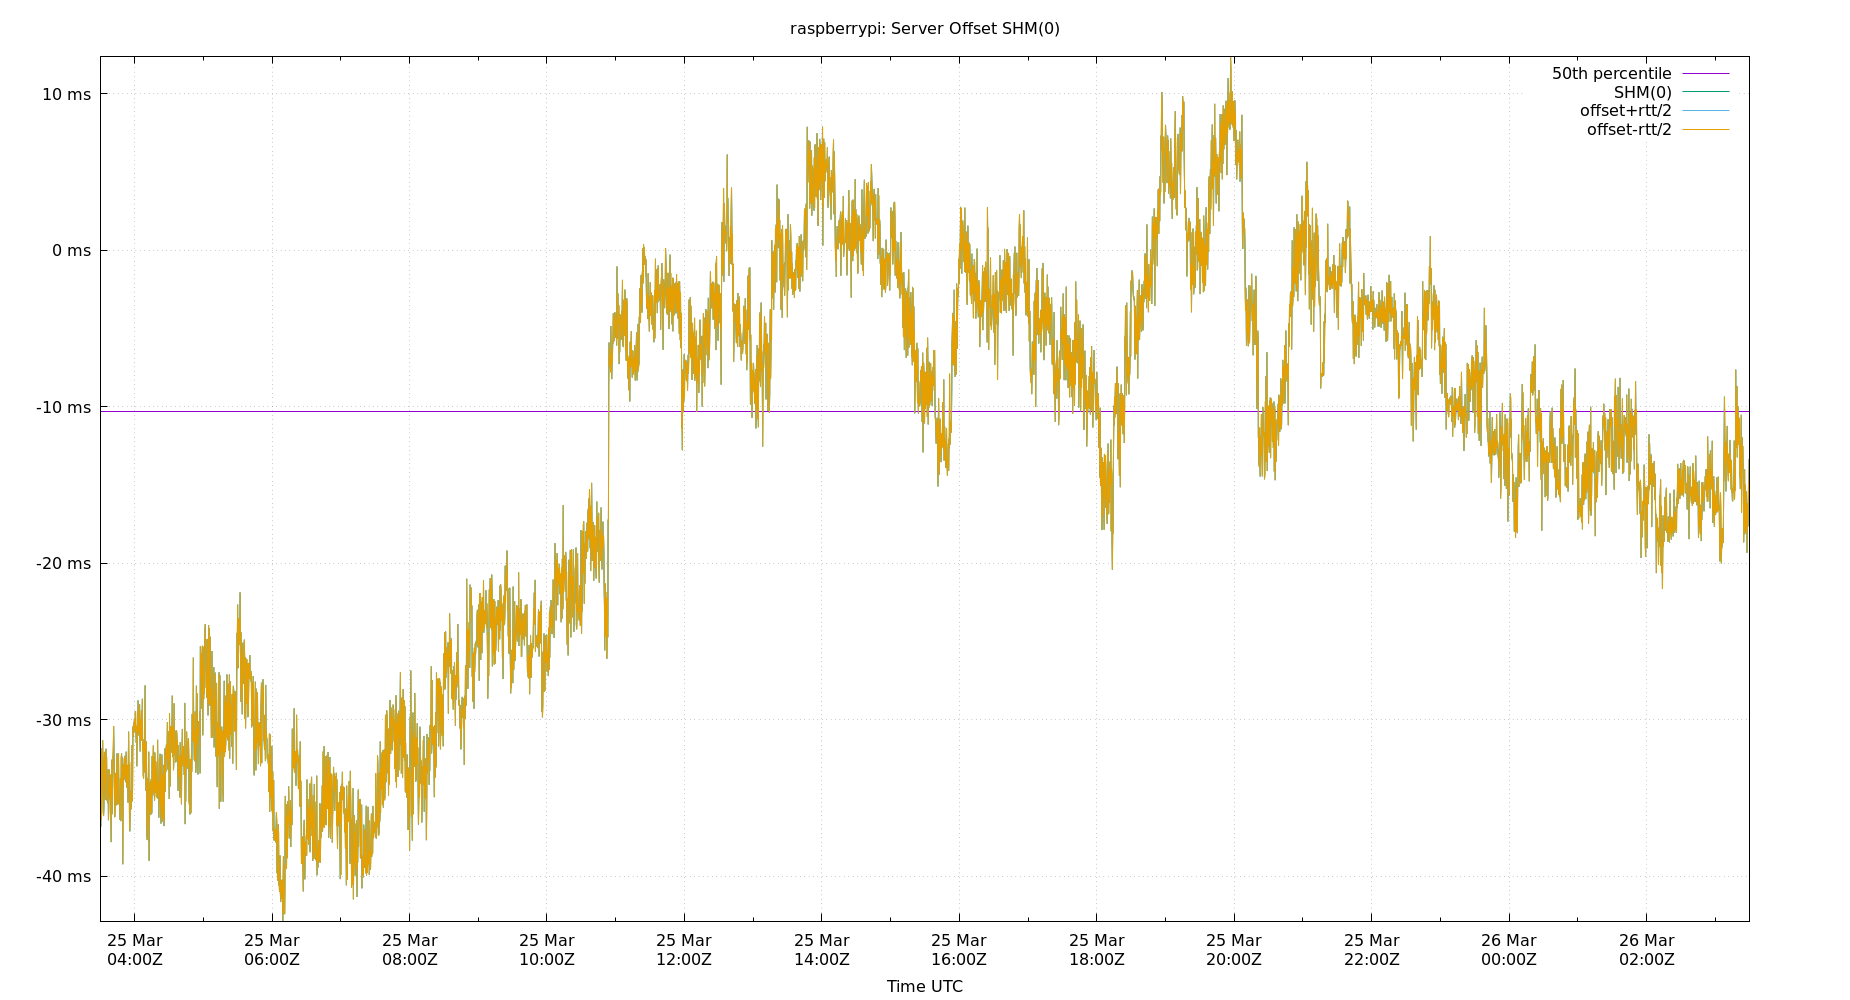 raspberrypi: Server Offset SHM(0)
50th percentile
SHM(0)
offset+rtt/2
offset-rtt/2
10 ms
0 ms
-10 ms
-20 ms
-30 ms
-40 ms
25 Mar 25 Mar 25 Mar 25 Mar 25 Mar 25 Mar 25 Mar 25 Mar 25 Mar 25 Mar 26 Mar 26 Mar
04:00Z 06:00Z 08:00Z 10:00Z 12:00Z 14:00Z 16:00Z 18:00Z 20:00Z 22:00Z 00:00Z 02:00Z
Time UTC